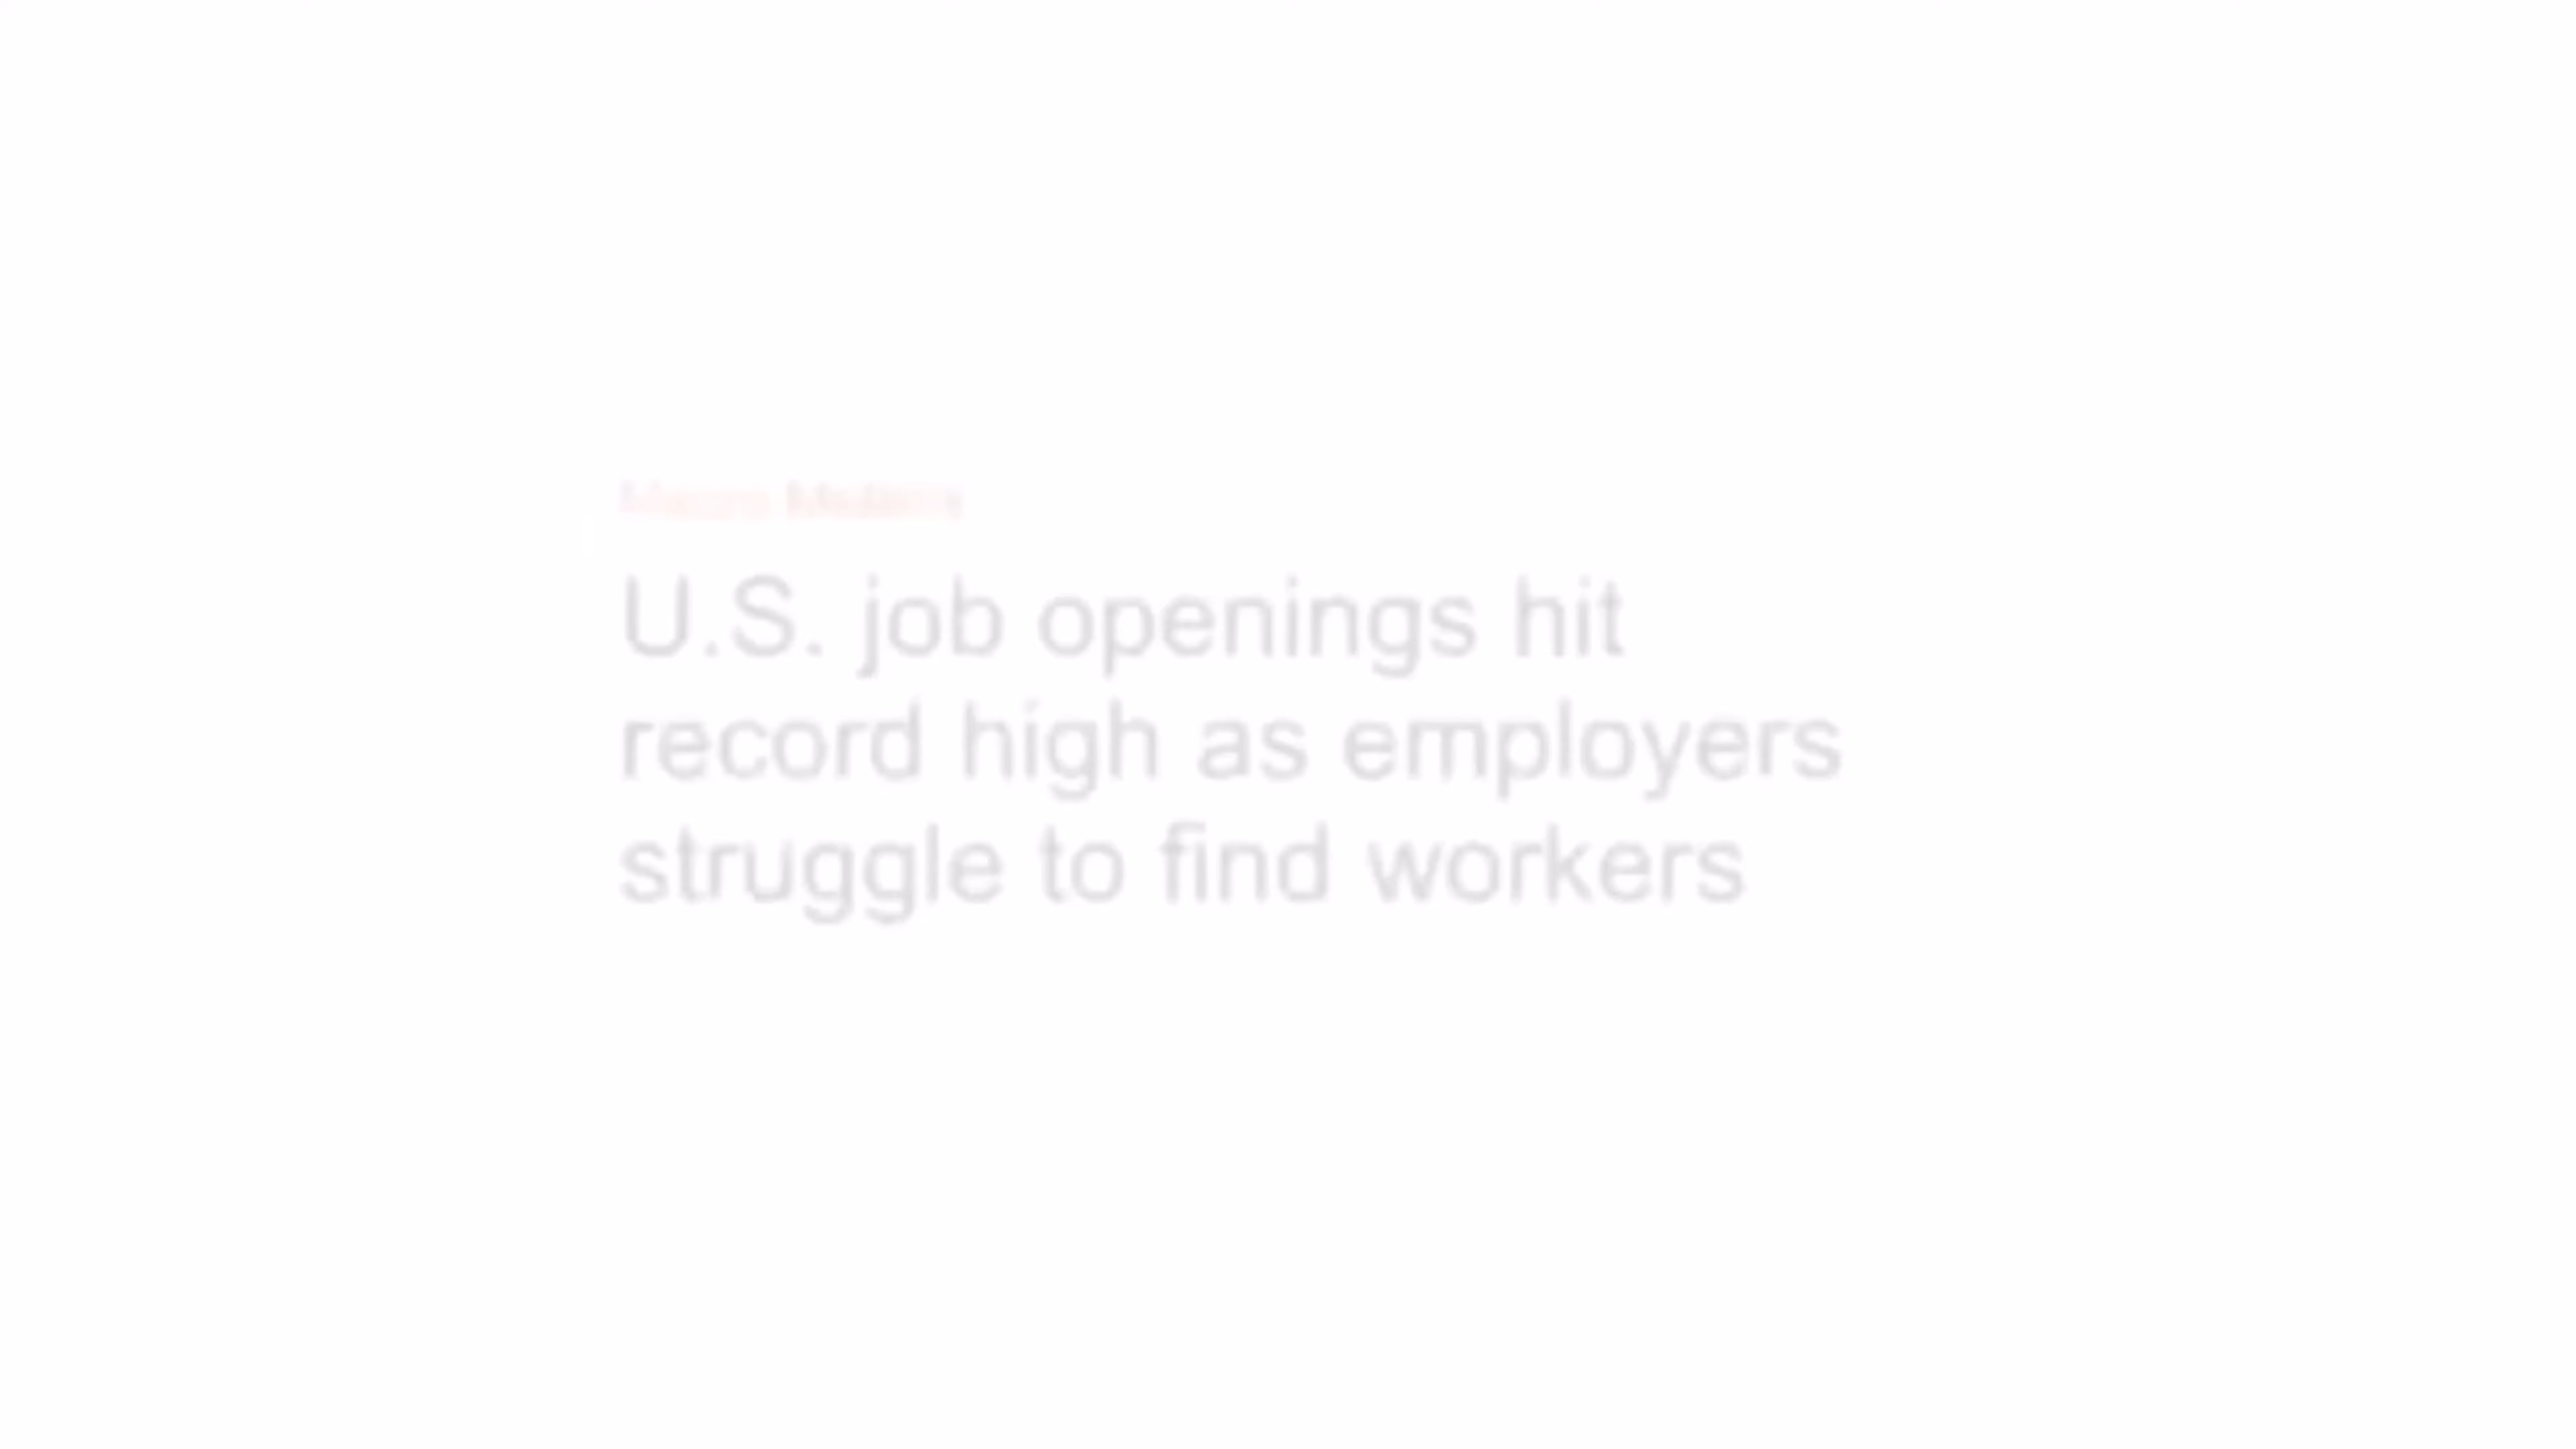 U.S. job openings hit
record high as employers
struggle to find workers